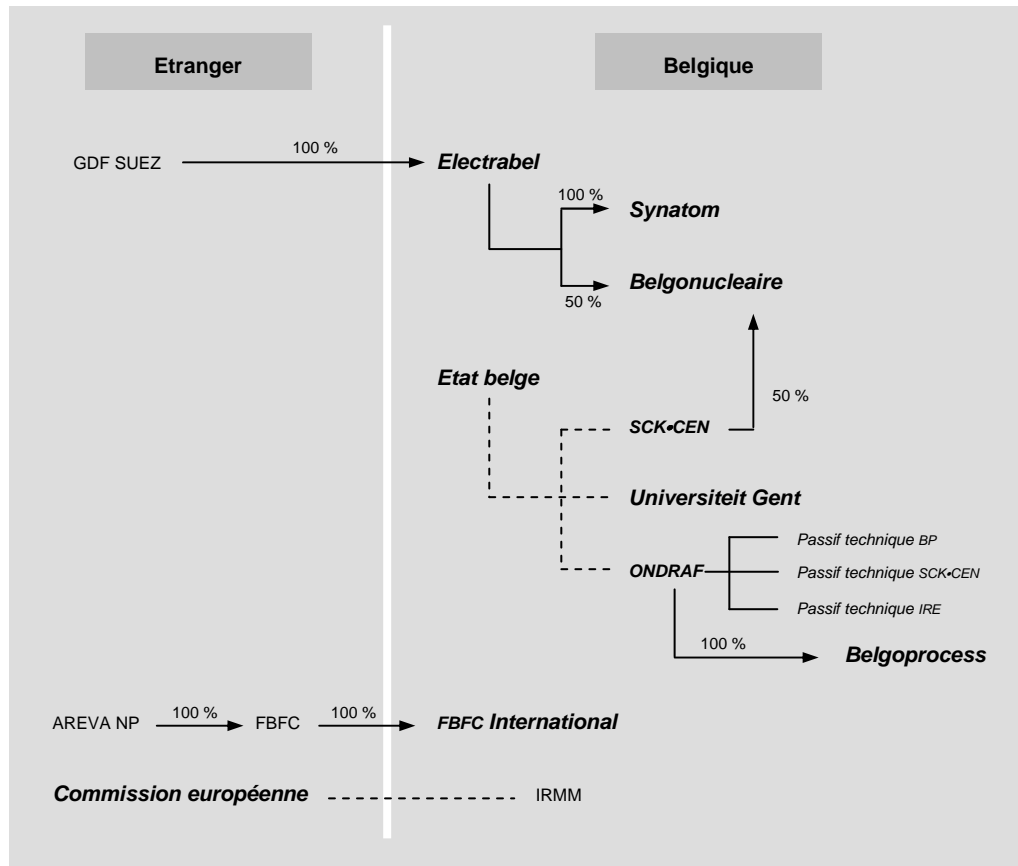 Etranger
Belgique
GDF SUEZ
100 %
Electrabel
100 %
Synatom
50 %
Belgonucleaire
Etat belge
50 %
SCK•CEN
Universiteit Gent
ONDRAF
Passif technique BP
Passif technique SCK•CEN
Passif technique IRE
100 %
Belgoprocess
AREVA NP
100 %
FBFC
100 %
FBFC International
Commission européenne
IRMM